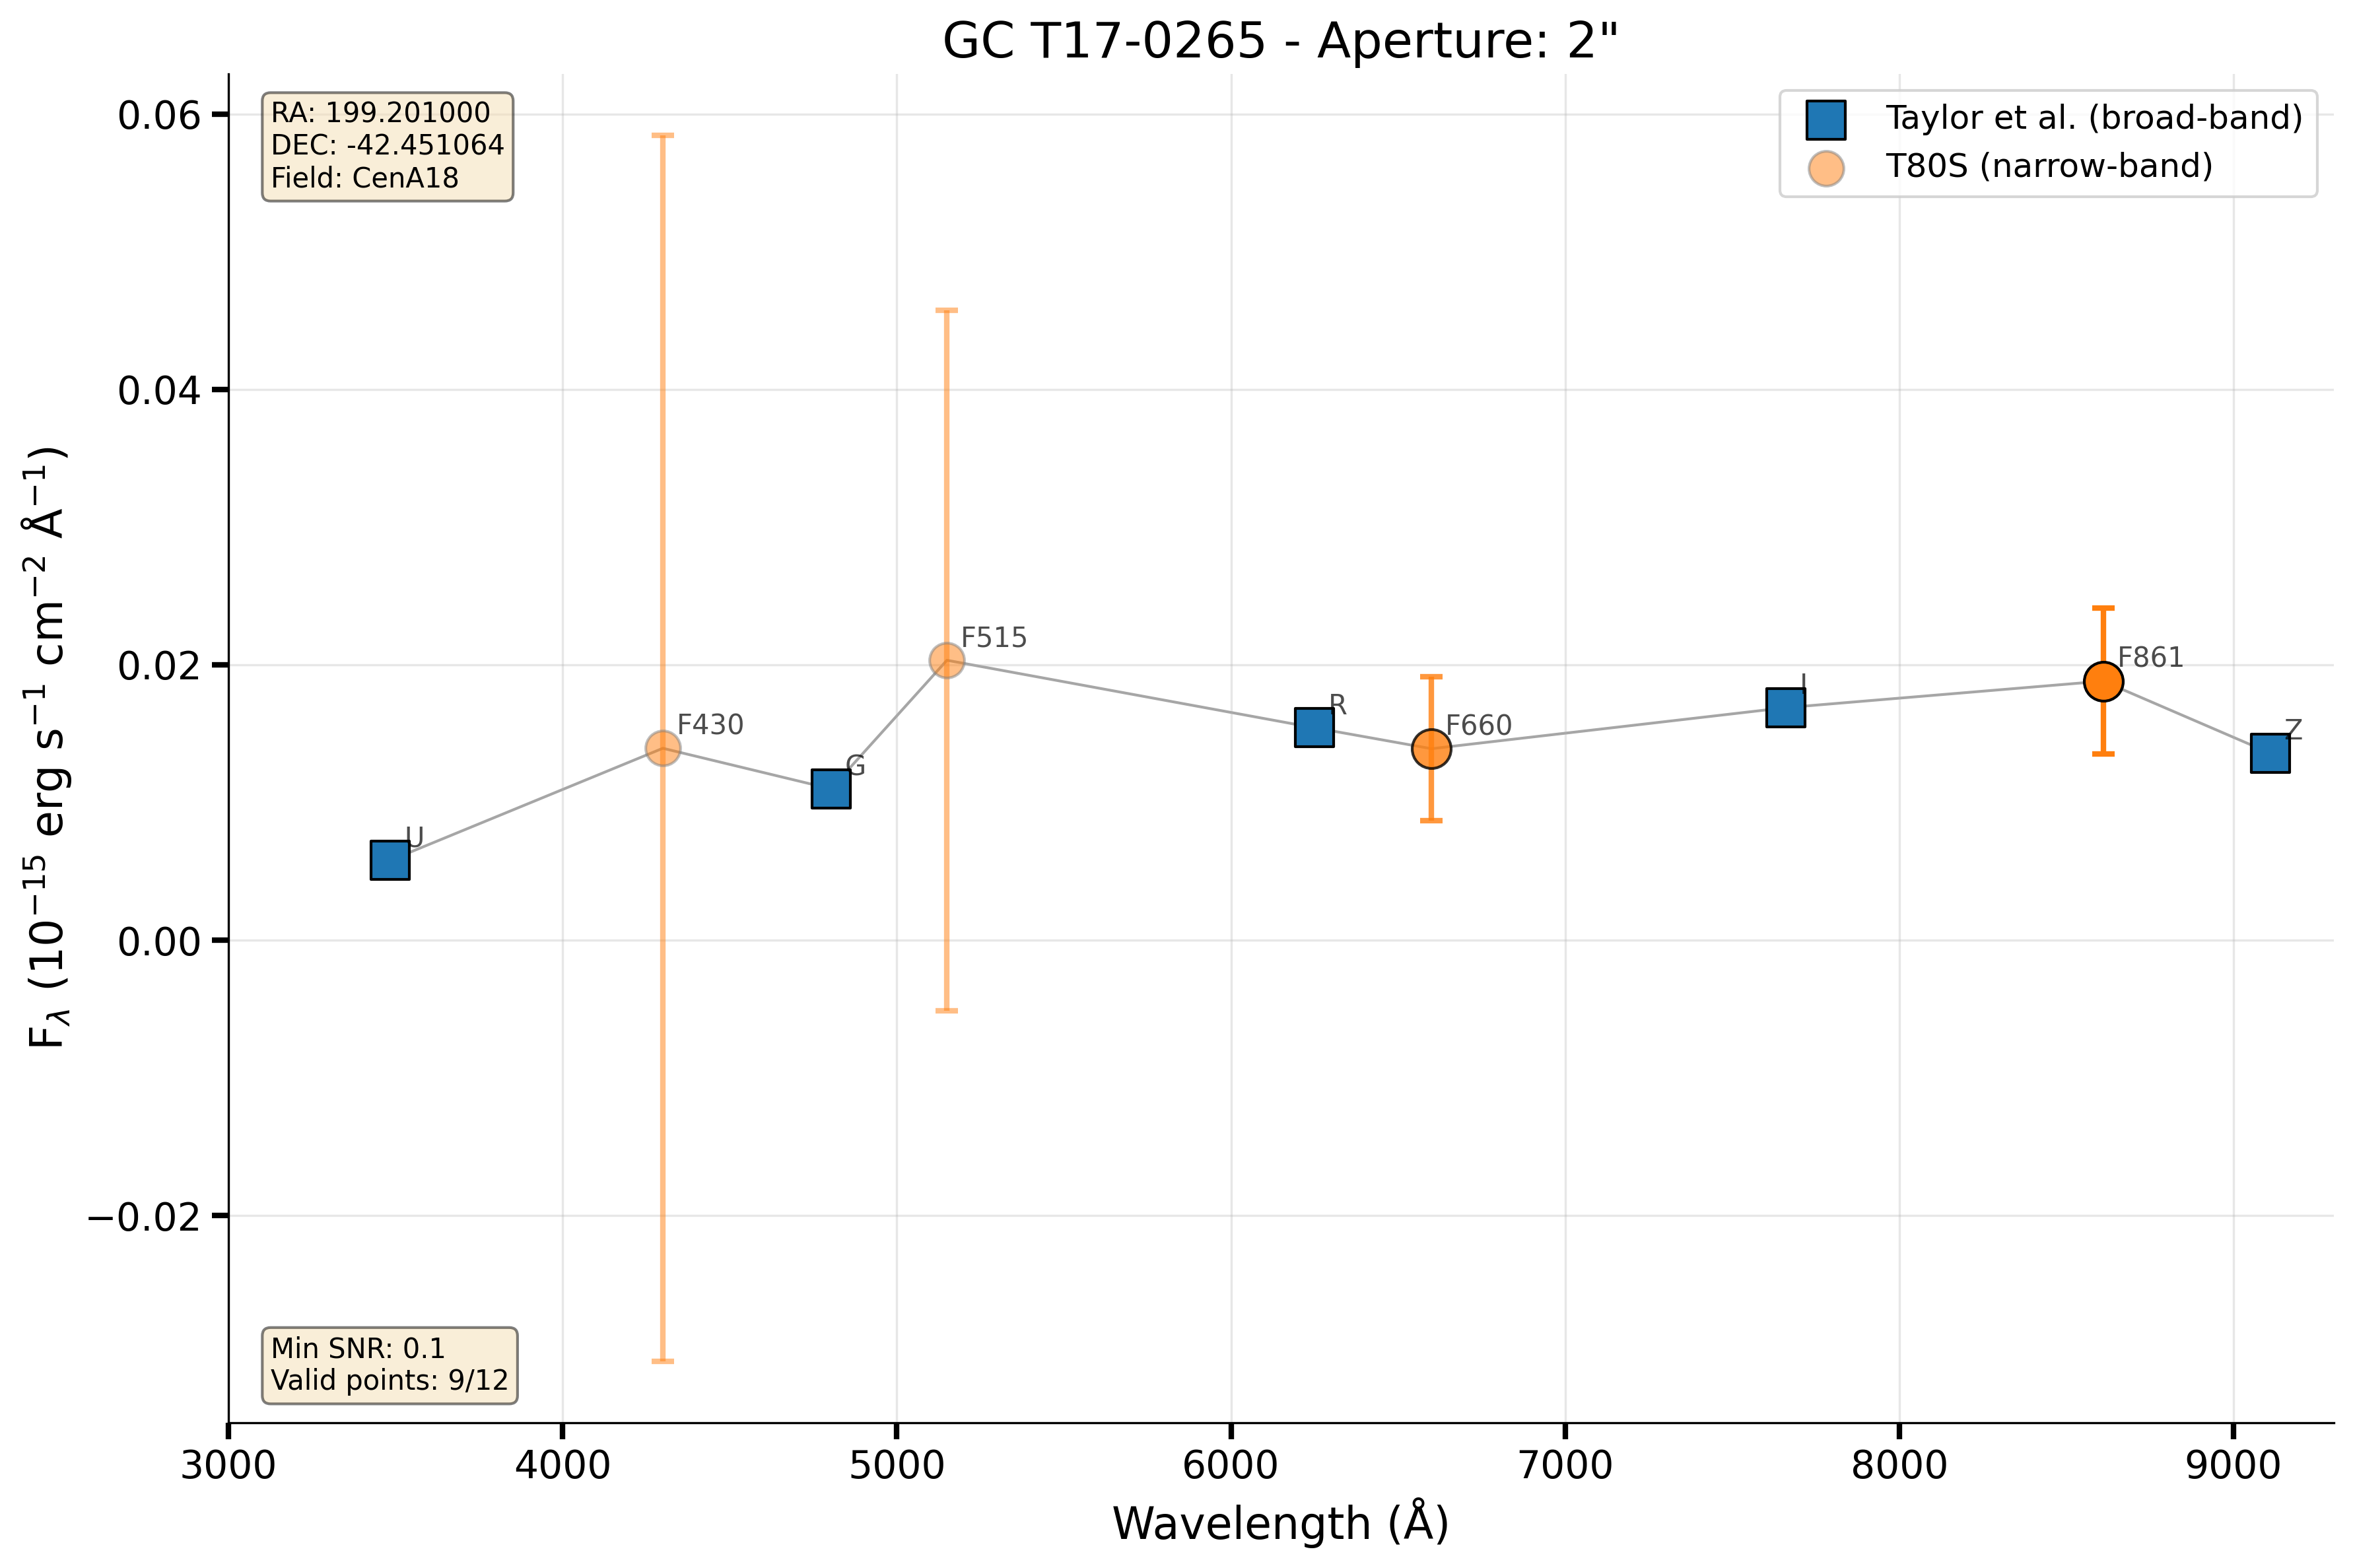 GC T17-0265 - Aperture: 2"
RA: 199.201000
DEC: -42.451064
Field: CenA18
Taylor et al. (broad-band)
T80S (narrow-band)
0.06
0.04
0.02
0.00
−0.02
F_λ (10⁻¹⁵ erg s⁻¹ cm⁻² Å⁻¹)
U
F430
G
F515
R
F660
I
F861
Z
Min SNR: 0.1
Valid points: 9/12
3000 4000 5000 6000 7000 8000 9000
Wavelength (Å)